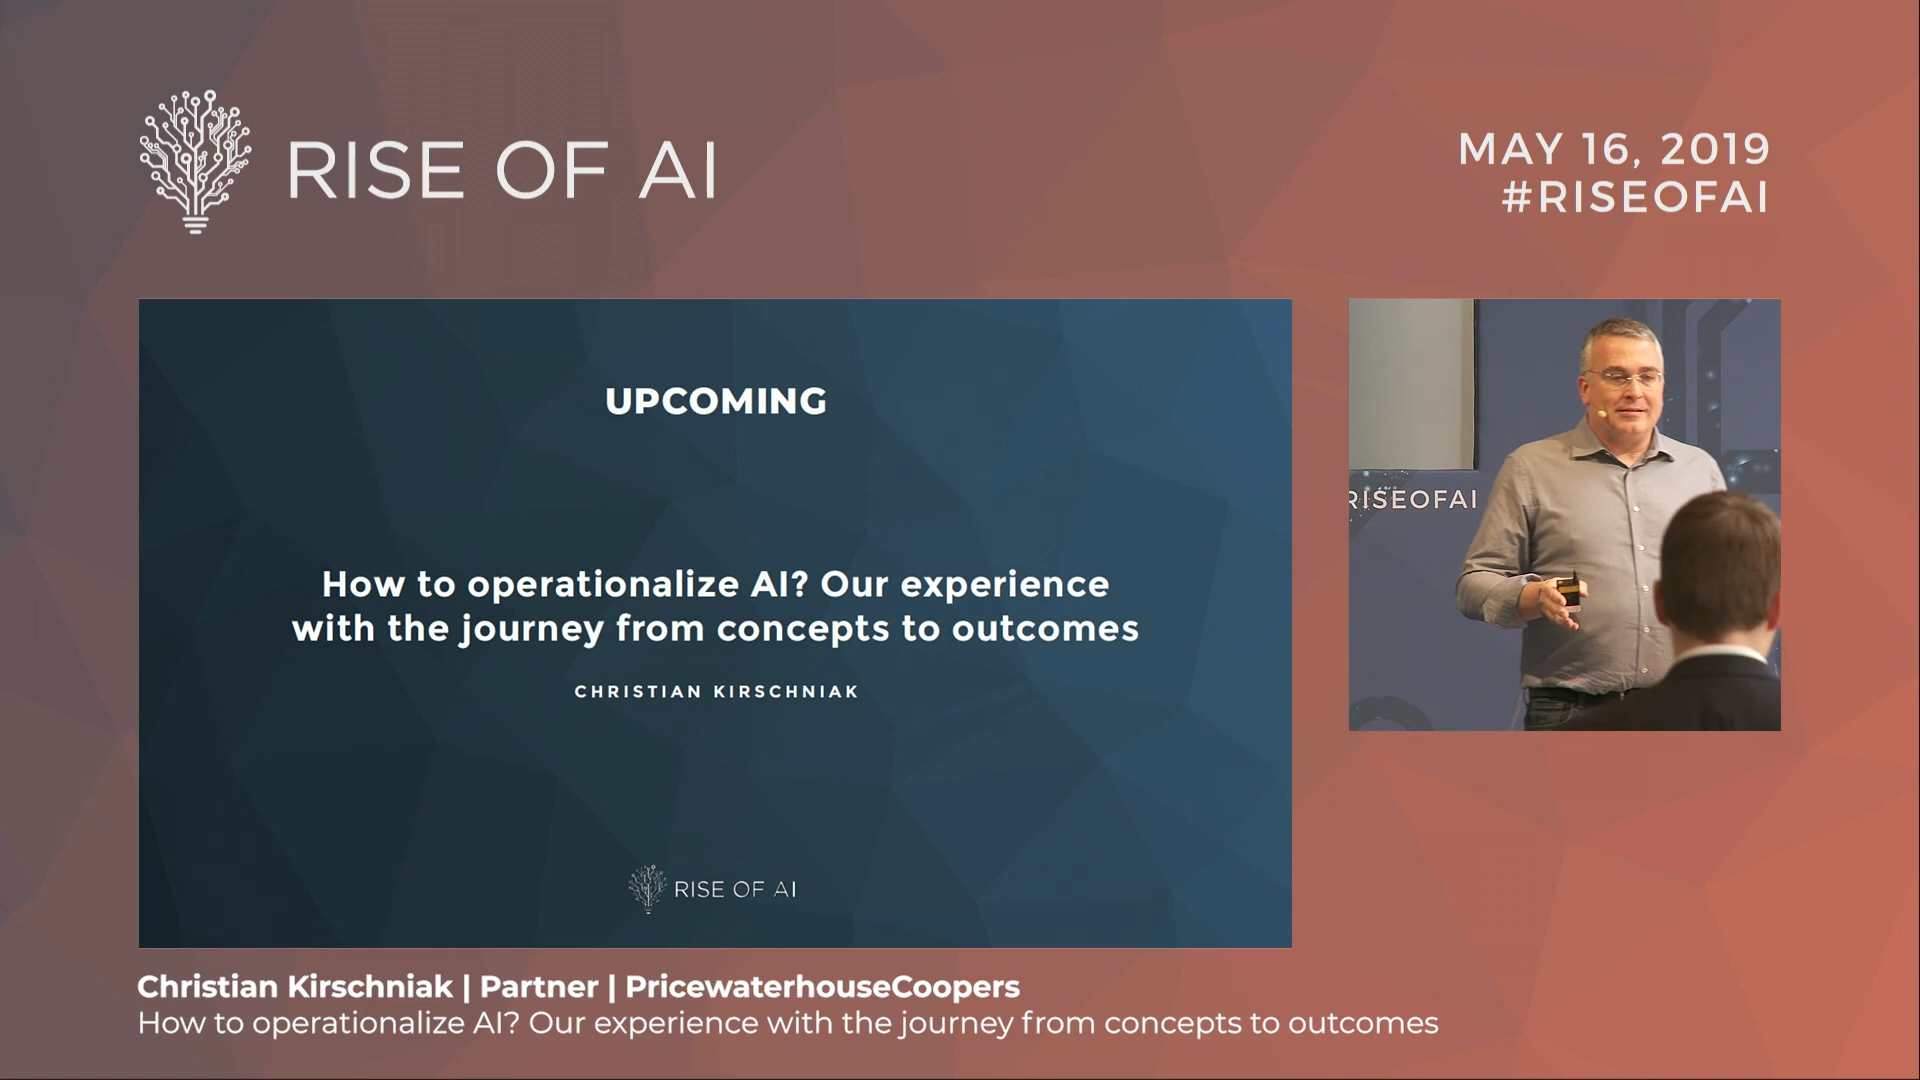 RISE OF AI
MAY 16, 2019
#RISEOFAI
UPCOMING
How to operationalize AI? Our experience
with the journey from concepts to outcomes
CHRISTIAN KIRSCHNIAK
RISE OF AI
RISEOFAI
Christian Kirschniak | Partner | PricewaterhouseCoopers
How to operationalize AI? Our experience with the journey from concepts to outcomes